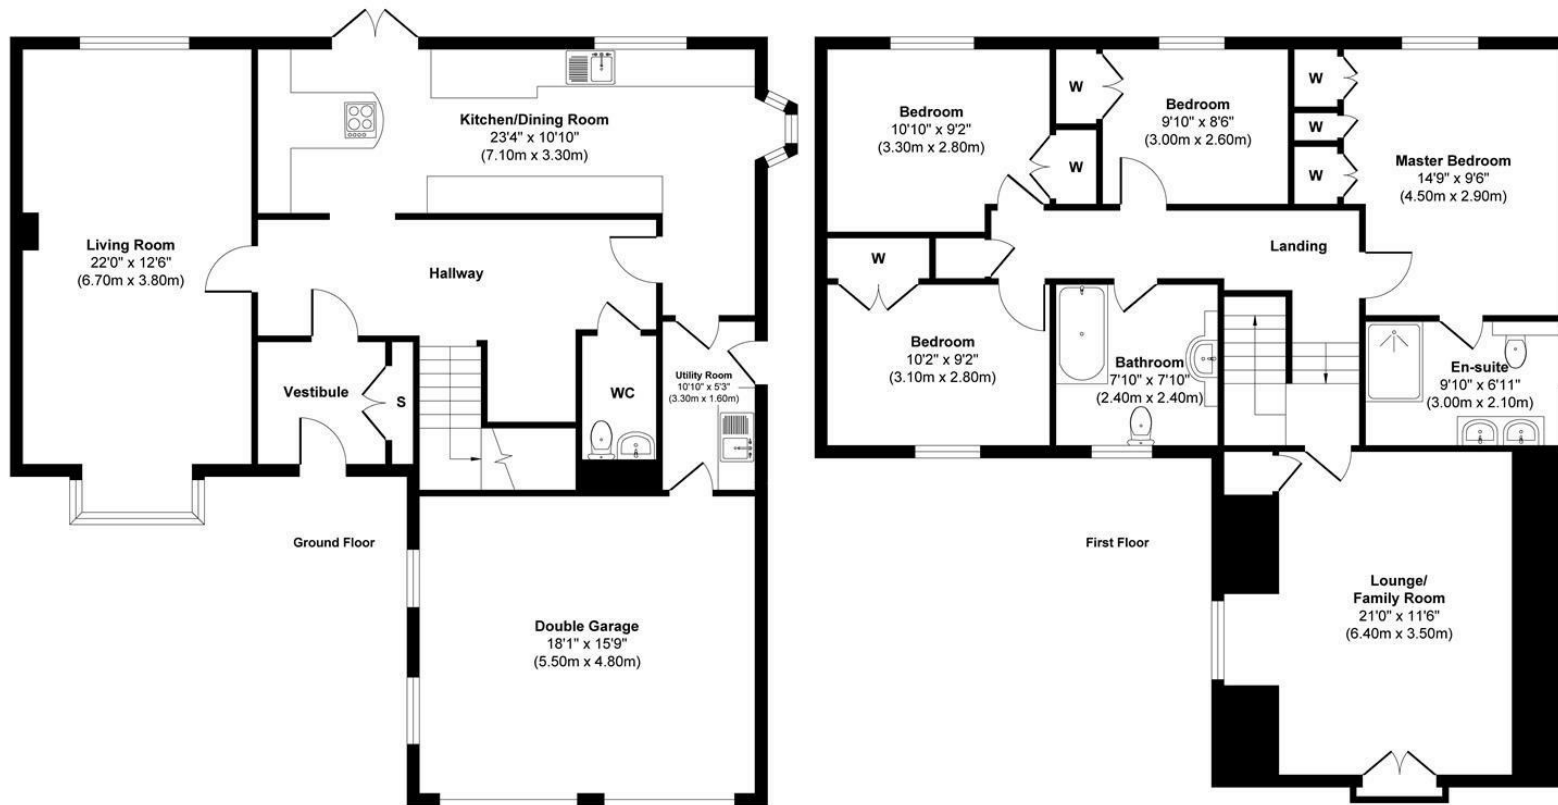 Living Room
22'0" x 12'6"
(6.70m x 3.80m)
Kitchen/Dining Room
23'4" x 10'10"
(7.10m x 3.30m)
Hallway
Vestibule
S
WC
Utility Room
10'10" x 5'3"
(3.30m x 1.60m)
Ground Floor
Double Garage
18'1" x 15'9"
(5.50m x 4.80m)
Bedroom
10'10" x 9'2"
(3.30m x 2.80m)
W
W
Bedroom
9'10" x 8'6"
(3.00m x 2.60m)
W
W
W
Master Bedroom
14'9" x 9'6"
(4.50m x 2.90m)
Landing
W
Bedroom
10'2" x 9'2"
(3.10m x 2.80m)
Bathroom
7'10" x 7'10"
(2.40m x 2.40m)
En-suite
9'10" x 6'11"
(3.00m x 2.10m)
First Floor
Lounge/
Family Room
21'0" x 11'6"
(6.40m x 3.50m)